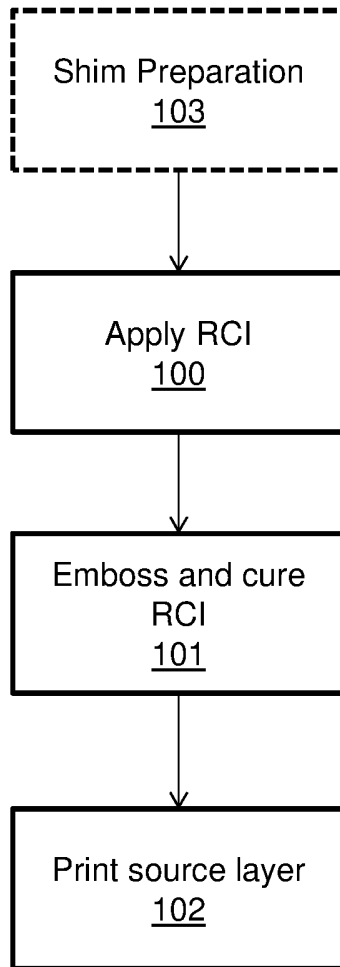 Shim Preparation
103
Apply RCI
100
Emboss and cure
RCI
101
Print source layer
102